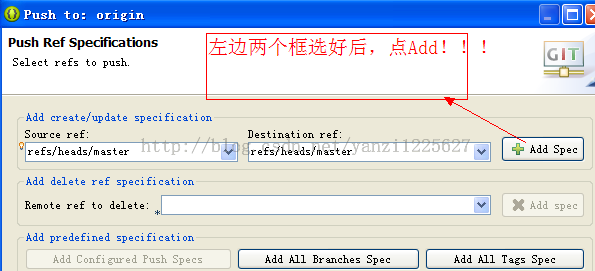 Push to: origin
Push Ref Specifications
Select refs to push.
左边两个框选好后，点Add！！！
GIT
Add create/update specification
Source ref:
Destination ref:
refs/heads/master
refs/heads/master
Add Spec
http://blog.csdn.net/yanzi1225627
Add delete ref specification
Remote ref to delete:
Add spec
Add predefined specification
Add Configured Push Specs
Add All Branches Spec
Add All Tags Spec